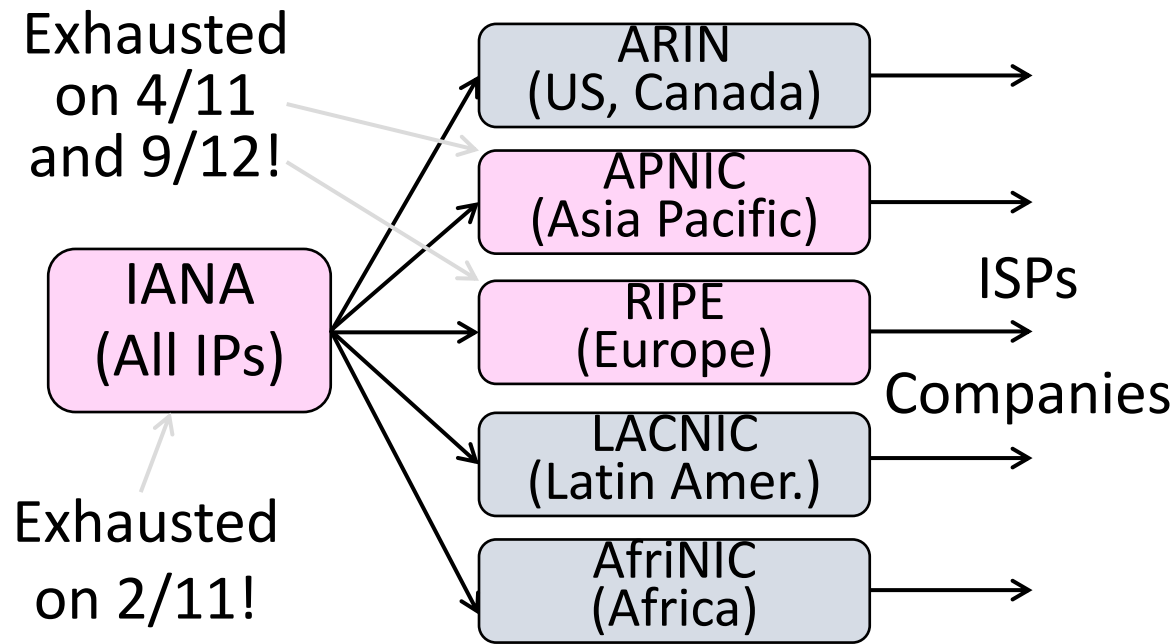 Exhausted
on 4/11
and 9/12!
IANA
(All IPs)
Exhausted
on 2/11!
ARIN
(US, Canada)
APNIC
(Asia Pacific)
RIPE
(Europe)
LACNIC
(Latin Amer.)
AfriNIC
(Africa)
ISPs
Companies